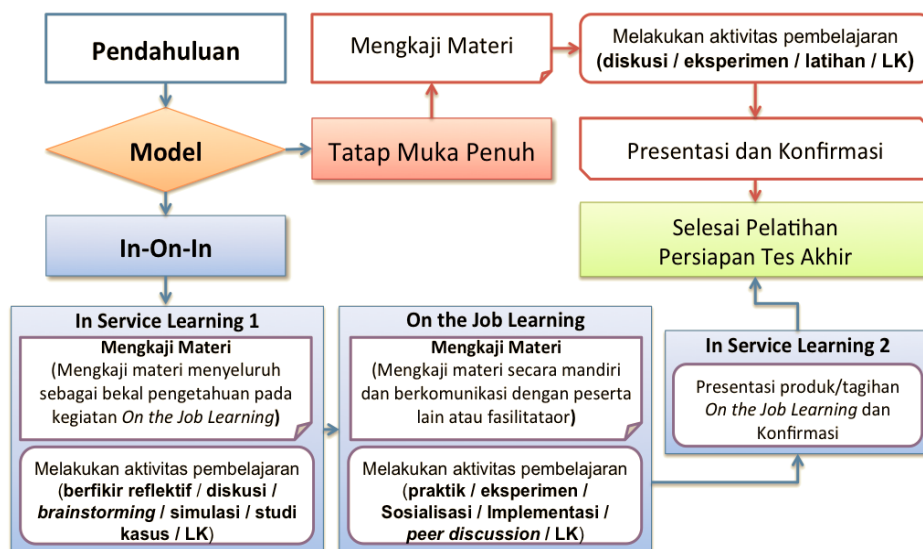 Pendahuluan
Model
Tatap Muka Penuh
Mengkaji Materi
Melakukan aktivitas pembelajaran
(diskusi / eksperimen / latihan / LK)
Presentasi dan Konfirmasi
Selesai Pelatihan
Persiapan Tes Akhir
In-On-In
In Service Learning 1
Mengkaji Materi
(Mengkaji materi menyeluruh
sebagai bekal pengetahuan pada
kegiatan On the Job Learning)
Melakukan aktivitas pembelajaran
(berfikir reflektif / diskusi /
brainstorming / simulasi / studi
kasus / LK)
On the Job Learning
Mengkaji Materi
(Mengkaji materi secara mandiri
dan berkomunikasi dengan peserta
lain atau fasilitataor)
Melakukan aktivitas pembelajaran
(praktik / eksperimen /
Sosialisasi / Implementasi /
peer discussion / LK)
In Service Learning 2
Presentasi produk/tagihan
On the Job Learning dan
Konfirmasi